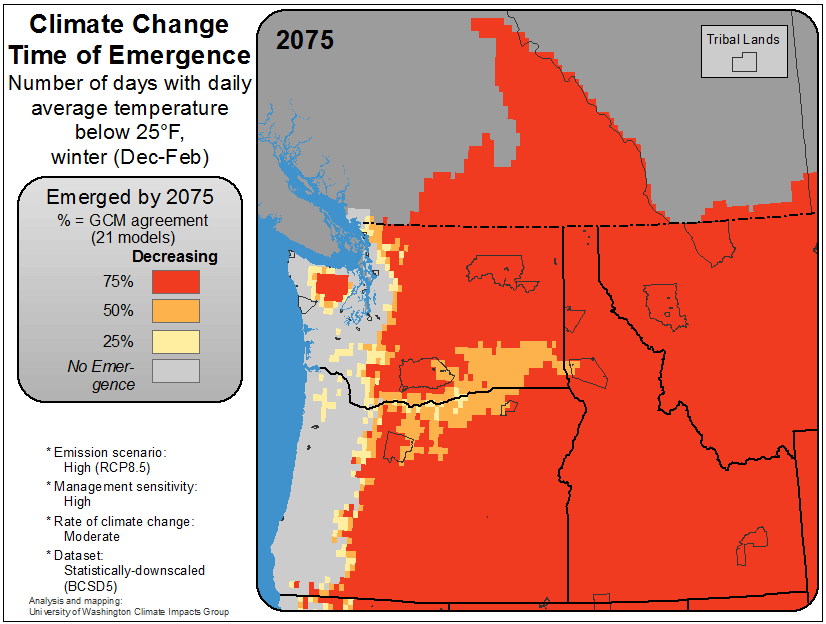 Climate Change
Time of Emergence
Number of days with daily
average temperature
below 25°F,
winter (Dec-Feb)
Emerged by 2075
% = GCM agreement
(21 models)
Decreasing
75%
50%
25%
No Emer-
gence
* Emission scenario:
High (RCP8.5)
* Management sensitivity:
High
* Rate of climate change:
Moderate
* Dataset:
Statistically-downscaled
(BCSD5)
Analysis and mapping:
University of Washington Climate Impacts Group
2075
Tribal Lands